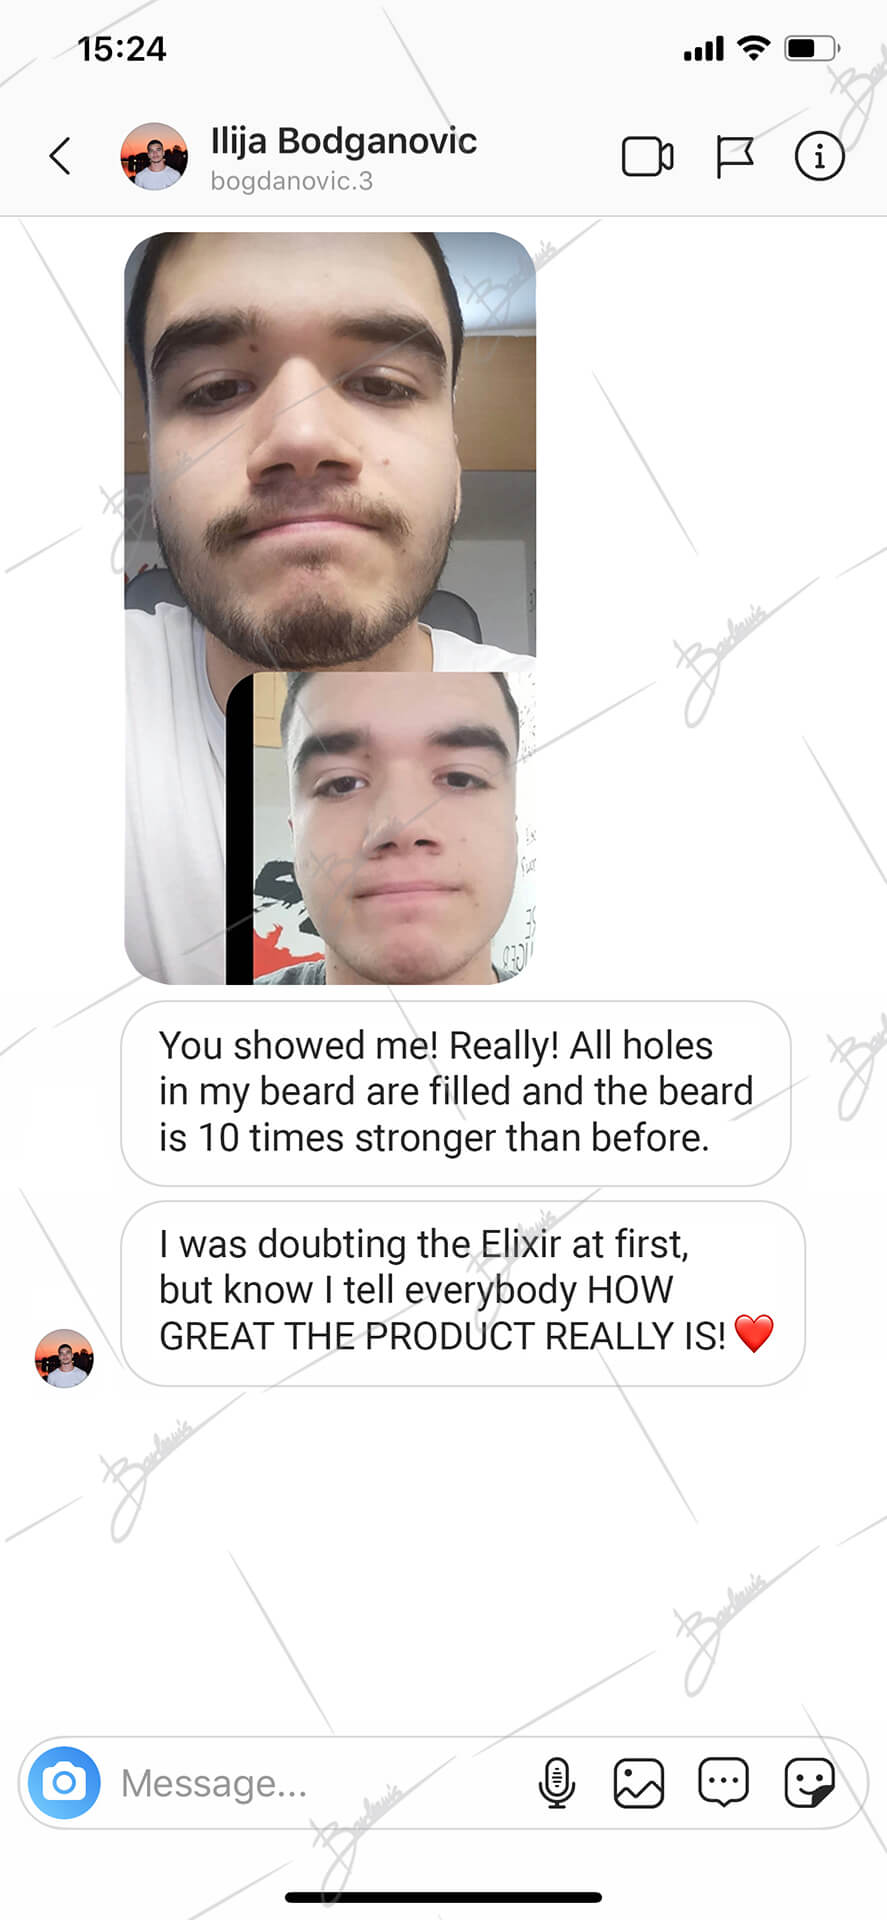 15:24
Ilija Bodganovic
bogdanovic.3
You showed me! Really! All holes
in my beard are filled and the beard
is 10 times stronger than before.
I was doubting the Elixir at first,
but know I tell everybody HOW
GREAT THE PRODUCT REALLY IS!❤️
Message...